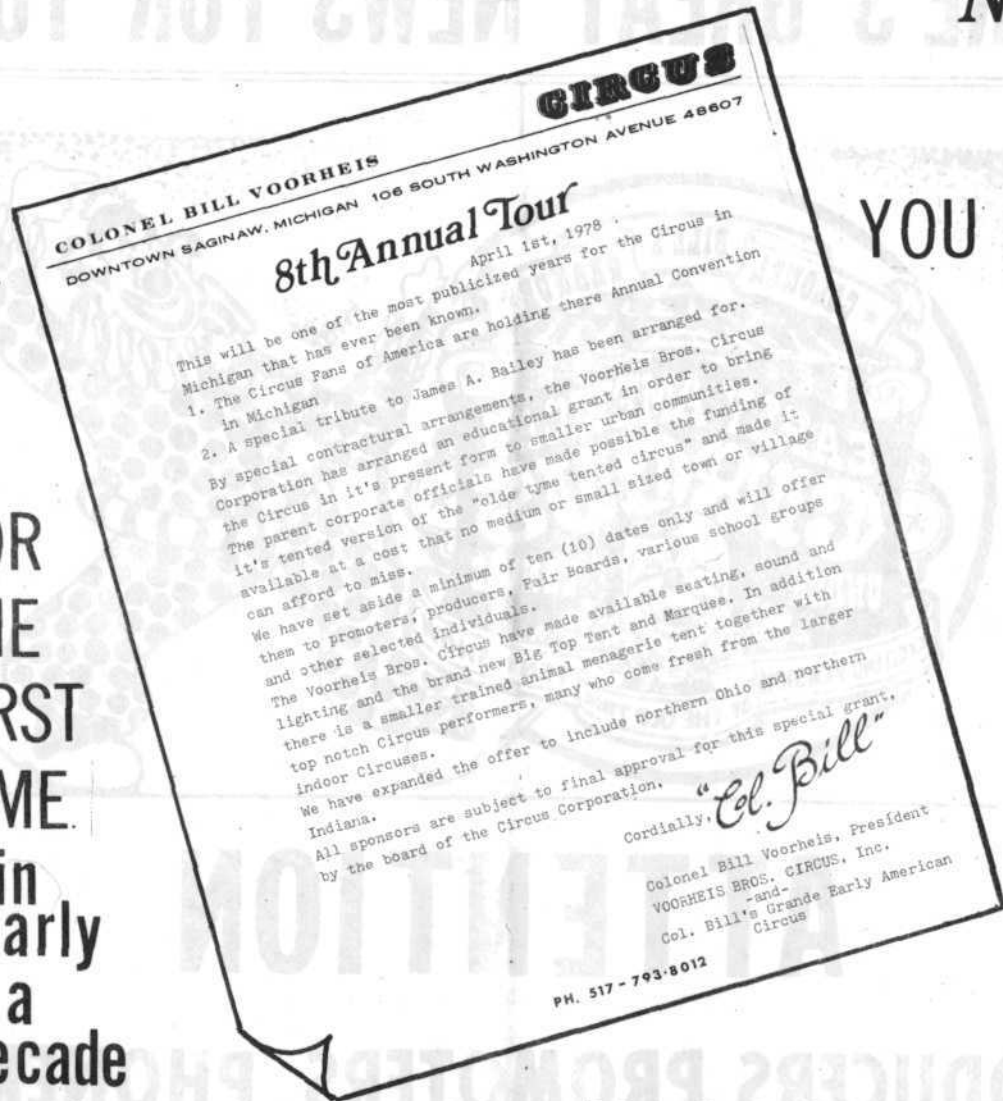 CIRCUS
COLONEL BILL VOORHEIS
DOWNTOWN SAGINAW, MICHIGAN 106 SOUTH WASHINGTON AVENUE 48607
8th Annual Tour
April 1st, 1978
This will be one of the most publicized years for the Circus in
Michigan that has ever been known.
1. The Circus Fans of America are holding there Annual Convention
in Michigan
2. A special tribute to James A. Bailey has been arranged for.
By special contractural arrangements, the Voorheis Bros. Circus
Corporation has arranged an educational grant in order to bring
the Circus in it's present form to smaller urban communities.
The parent corporate officials have made possible the funding of
it's tented version of the "olde tyme tented circus" and made it
available at a cost that no medium or small sized town or village
can afford to miss.
We have set aside a minimum of ten (10) dates only and will offer
them to promoters, producers, Fair Boards, various school groups
and other selected individuals.
The Voorheis Bros. Circus have made available seating, sound and
lighting and the brand new Big Top Tent and Marquee. In addition
there is a smaller trained animal menagerie tent together with
top notch Circus performers, many who come fresh from the larger
indoor Circuses.
We have expanded the offer to include northern Ohio and northern
Indiana.
All sponsors are subject to final approval for this special grant,
by the board of the Circus Corporation.
Cordially, "Col. Bill"
Colonel Bill Voorheis, President
VOORHEIS BROS. CIRCUS, Inc.
-and-
Col. Bill's Grande Early American
Circus
PH. 517-793-8012
YOU
in
a